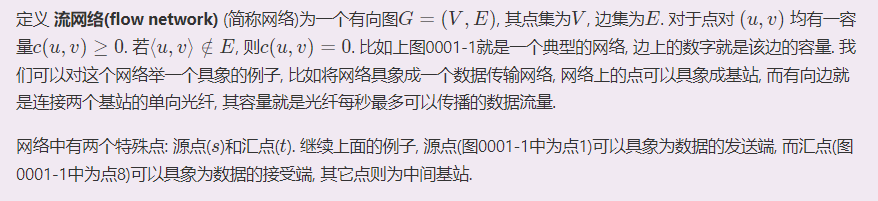 定义 流网络(flow network) (简称网络)为一个有向图G = (V, E), 其点集为V, 边集为E. 对于点对 (u, v) 均有一容
量c(u, v) ≥ 0. 若⟨u, v⟩ ∉ E, 则c(u, v) = 0. 比如上图0001-1就是一个典型的网络, 边上的数字就是该边的容量. 我
们可以对这个网络举一个具象的例子, 比如将网络具象成一个数据传输网络, 网络上的点可以具象成基站, 而有向边就
是连接两个基站的单向光纤, 其容量就是光纤每秒最多可以传播的数据流量.
网络中有两个特殊点: 源点(s)和汇点(t). 继续上面的例子, 源点(图0001-1中为点1)可以具象为数据的发送端, 而汇点(图
0001-1中为点8)可以具象为数据的接受端, 其它点则为中间基站.